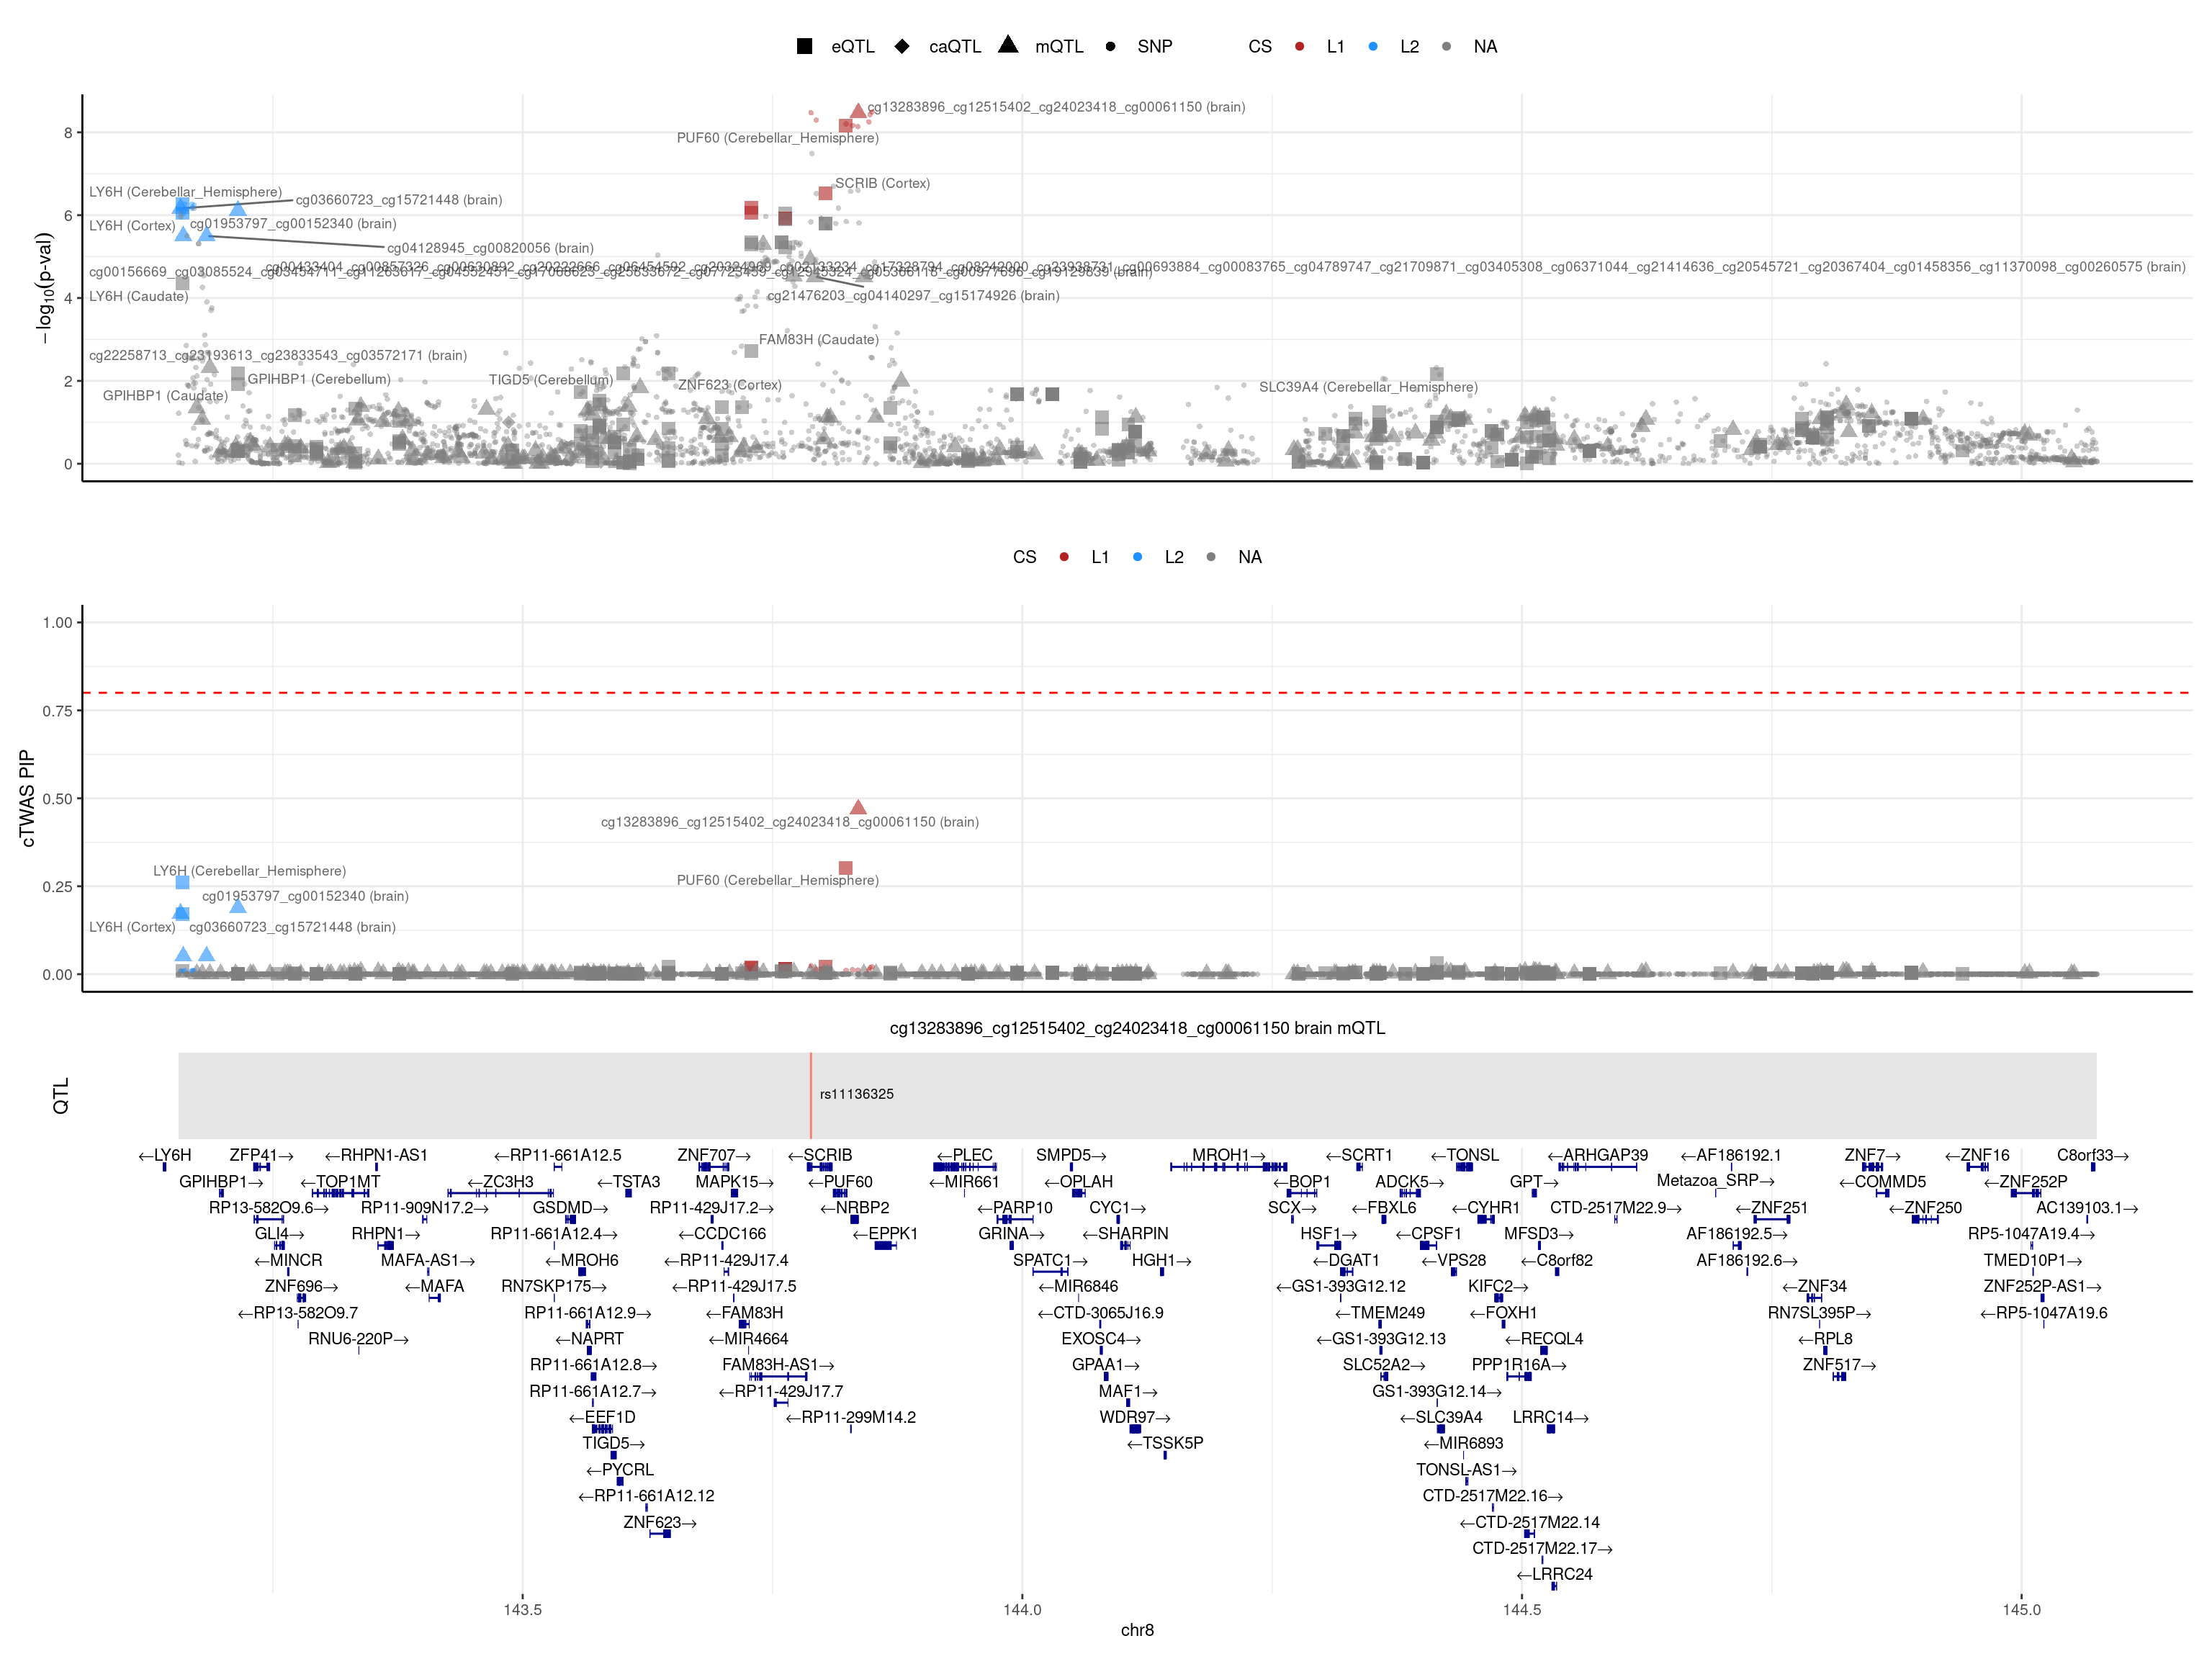 eQTL caQTL mQTL SNP CS L1 L2 NA
cg13283896_cg12515402_cg24023418_cg00061150 (brain)
8
PUF60 (Cerebellar_Hemisphere)
SCRIB (Cortex)
LY6H (Cerebellar_Hemisphere)
cg03660723_cg15721448 (brain)
6
LY6H (Cortex)
cg01953797_cg00152340 (brain)
cg04128945_cg00820056 (brain)
LY6H (Caudate)
cg21476203_cg04140297_cg15174926 (brain)
4
−log10(p-val)
FAM83H (Caudate)
cg22258713_cg23193613_cg23833543_cg03572171 (brain)
GPIHBP1 (Cerebellum)
TIGD5 (Cerebellum)
ZNF623 (Cortex)
SLC39A4 (Cerebellar_Hemisphere)
2
GPIHBP1 (Caudate)
0
CS L1 L2 NA
1.00
0.75
0.50
0.25
0.00
cTWAS PIP
cg13283896_cg12515402_cg24023418_cg00061150 (brain)
LY6H (Cerebellar_Hemisphere)
PUF60 (Cerebellar_Hemisphere)
cg01953797_cg00152340 (brain)
LY6H (Cortex)
cg03660723_cg15721448 (brain)
cg13283896_cg12515402_cg24023418_cg00061150 brain mQTL
QTL
rs11136325
←LY6H ZFP41→ ←RHPN1-AS1 ←RP11-661A12.5 ZNF707→ ←SCRIB ←PLEC SMPD5→ MROH1→ ←SCRT1 ←TONSL ←ARHGAP39 ←AF186192.1 ZNF7→ ←ZNF16 C8orf33→
GPIHBP1→ ←TOP1MT ←ZC3H3 ←TSTA3 MAPK15→ ←PUF60 ←MIR661 ←OPLAH ←BOP1 ADCK5→ GPT→ Metazoa_SRP→ ←COMMD5 ←ZNF252P
RP13-582O9.6→ RP11-909N17.2→ GSDMD→ RP11-429J17.2→ ←NRBP2 ←PARP10 CYC1→ SCX→ ←FBXL6 ←CYHR1 CTD-2517M22.9→ ←ZNF251 ←ZNF250 AC139103.1→
GLI4→ RHPN1→ RP11-661A12.4→ ←CCDC166 ←EPPK1 GRINA→ ←SHARPIN HSF1→ ←CPSF1 MFSD3→ AF186192.5→ RP5-1047A19.4→
←MINCR MAFA-AS1→ ←MROH6 ←RP11-429J17.4 SPATC1→ HGH1→ ←DGAT1 ←VPS28 ←C8orf82 AF186192.6→ TMED10P1→
ZNF696→ ←MAFA RN7SKP175→ ←RP11-429J17.5 ←MIR6846 ←GS1-393G12.12 KIFC2→ ←ZNF34 ZNF252P-AS1→
←RP13-582O9.7 RP11-661A12.9→ ←FAM83H ←CTD-3065J16.9 ←TMEM249 ←FOXH1 RN7SL395P→ ←RP5-1047A19.6
RNU6-220P→ ←NAPRT ←MIR4664 EXOSC4→ ←GS1-393G12.13 ←RECQL4 ←RPL8
RP11-661A12.8→ FAM83H-AS1→ GPAA1→ SLC52A2→ PPP1R16A→ ZNF517→
RP11-661A12.7→ ←RP11-429J17.7 MAF1→ GS1-393G12.14→
←EEF1D ←RP11-299M14.2 WDR97→ ←SLC39A4 LRRC14→
TIGD5→ ←TSSK5P ←MIR6893
←PYCRL TONSL-AS1→
←RP11-661A12.12 CTD-2517M22.16→
ZNF623→ ←CTD-2517M22.14
CTD-2517M22.17→
←LRRC24
143.5 144.0 144.5 145.0
chr8